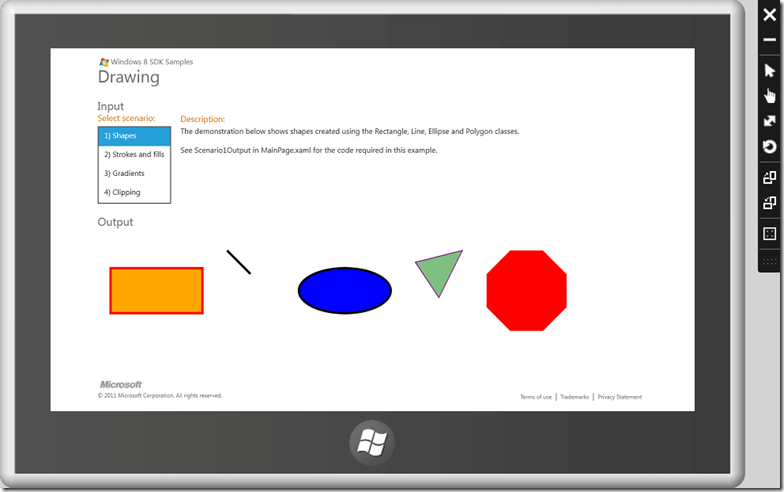 Windows 8 SDK Samples
Drawing
Input
Select scenario:
1) Shapes
2) Strokes and fills
3) Gradients
4) Clipping
Description:
The demonstration below shows shapes created using the Rectangle, Line, Ellipse and Polygon classes.
See Scenario1Output in MainPage.xaml for the code required in this example.
Output
Microsoft
© 2011 Microsoft Corporation. All rights reserved.
Terms of use | Trademarks | Privacy Statement